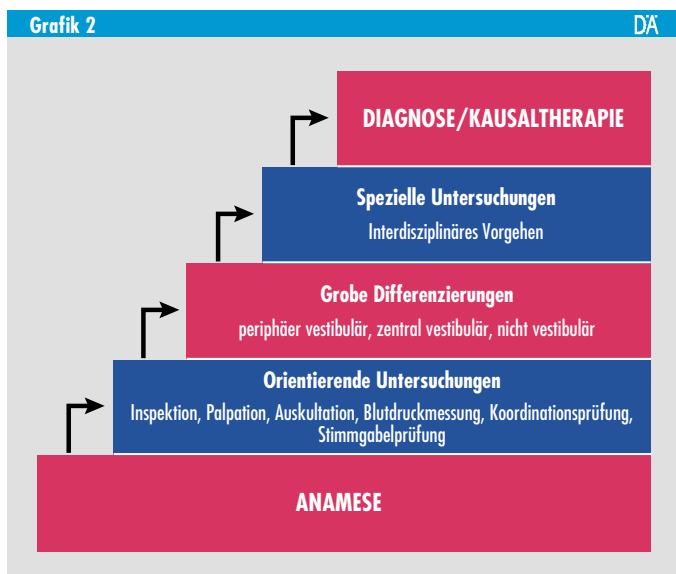 Grafik 2
DÄ
DIAGNOSE/KAUSALTHERAPIE
Spezielle Untersuchungen
Interdisziplinäres Vorgehen
Grobe Differenzierungen
periphäer vestibulär, zentral vestibulär, nicht vestibulär
Orientierende Untersuchungen
Inspektion, Palpation, Auskultation, Blutdruckmessung, Koordinationsprüfung,
Stimmgabelprüfung
ANAMESE